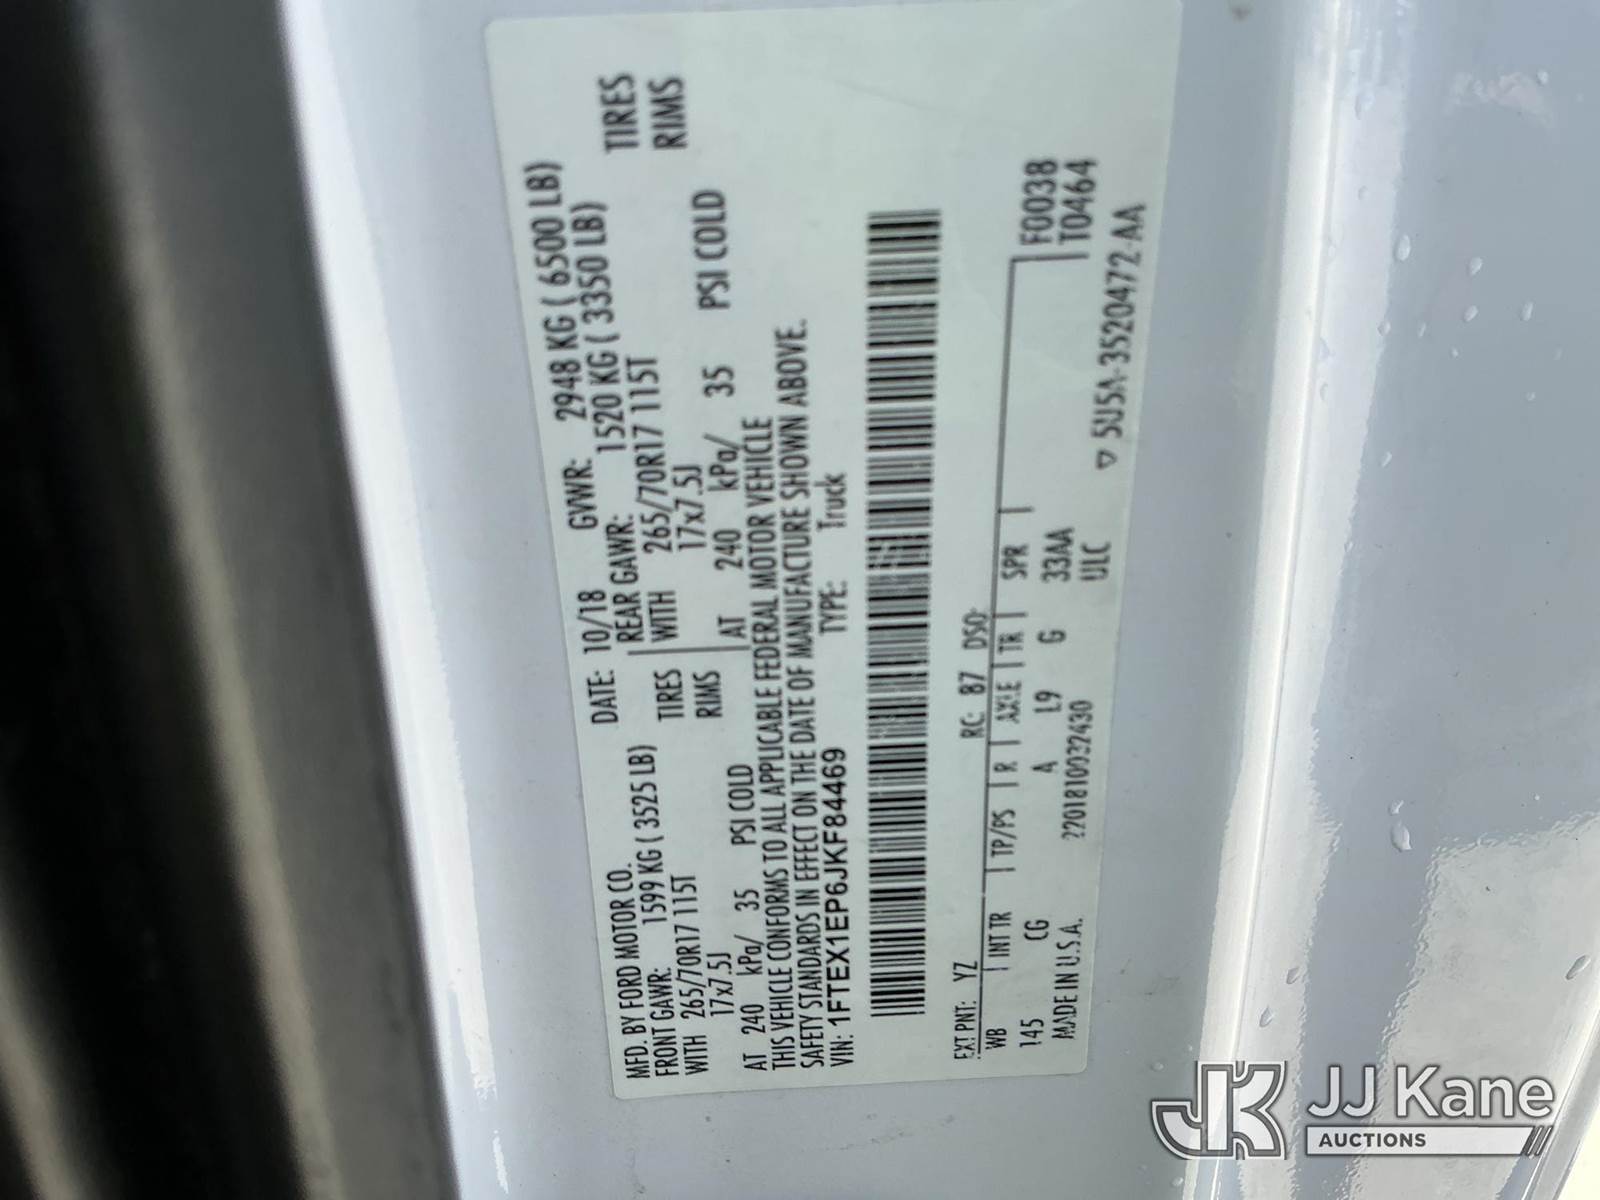 MFD. BY FORD MOTOR CO.
DATE: 10/18 GVWR: 2948 KG ( 6500 LB)
FRONT GAWR: 1599 KG ( 3525 LB)
REAR GAWR: 1520 KG ( 3350 LB)
WITH 265/70R17 115T TIRES
WITH 265/70R17 115T TIRES
17x7.5J RIMS
17x7.5J RIMS
AT 240 kPa/ 35 PSI COLD
AT 240 kPa/ 35 PSI COLD
THIS VEHICLE CONFORMS TO ALL APPLICABLE FEDERAL MOTOR VEHICLE
SAFETY STANDARDS IN EFFECT ON THE DATE OF MANUFACTURE SHOWN ABOVE.
VIN: 1FTEX1EP6JKF84469 TYPE: Truck
EXT PNT: YZ RC: 87 DSO:
F0038
WB INT TR TP/PS R AXLE TR SPR
T0464
145 CG A L9 G 33AA
MADE IN U.S.A. 2201810032430 ULC
5U5A-3520472-AA
JK JJ Kane
AUCTIONS